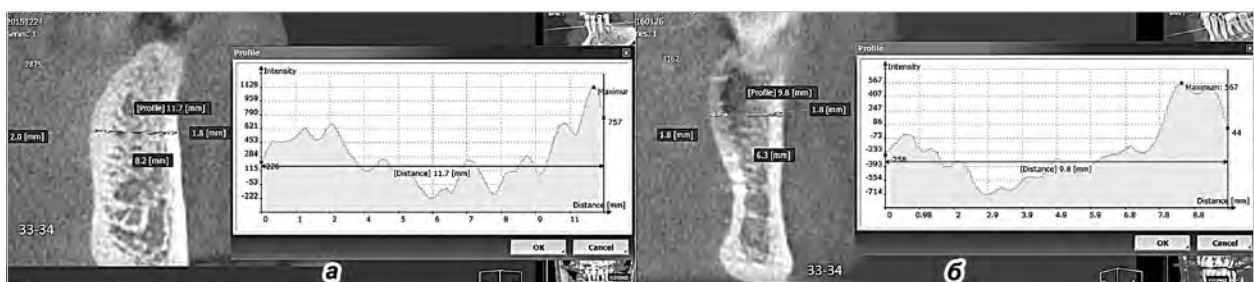 20151224
Series: 1
2875
[Profile] 11.7 [mm]
2.0 [mm]
1.8 [mm]
8.2 [mm]
33-34
Profile
Intensity
1128
959
790
621
453
284
115
-53
-222
226
Maximur
757
[Distance] 11.7 [mm]
0 1 2 4 5 6 7 8 9 11
Distance [mm]
OK
Cancel
а
160126
Series: 1
3162
[Profile] 9.8 [mm]
1.8 [mm]
1.8 [mm]
6.3 [mm]
33-34
Profile
Intensity
567
407
247
86
-73
-233
-393
-554
-714
-258
Maximum: 567
44
[Distance] 9.8 [mm]
0 0.98 2 2.9 3.9 4.9 5.9 6.8 7.8 8.8
Distance [mm]
OK
Cancel
б